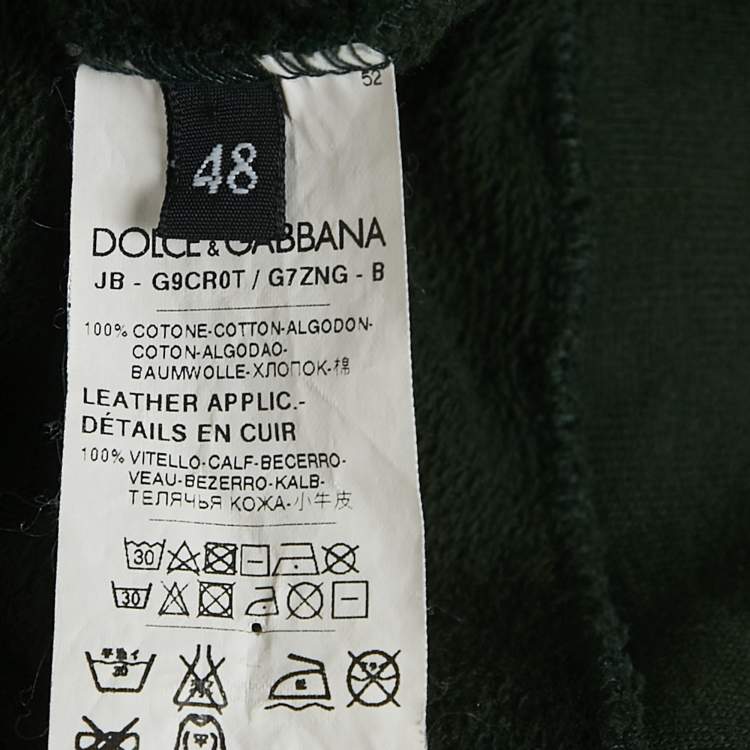 52
48
DOLCE & GABBANA
JB - G9CR0T / G7ZNG - B
100% COTONE-COTTON-ALGODON-
COTON-ALGODAO-
BAUMWOLLE-ХЛОПОК-棉
LEATHER APPLIC.-
DÉTAILS EN CUIR
100% VITELLO-CALF-BECERRO-
VEAU-BEZERRO-KALB-
ТЕЛЯЧЬЯ КОЖА-小牛皮
30
30
30